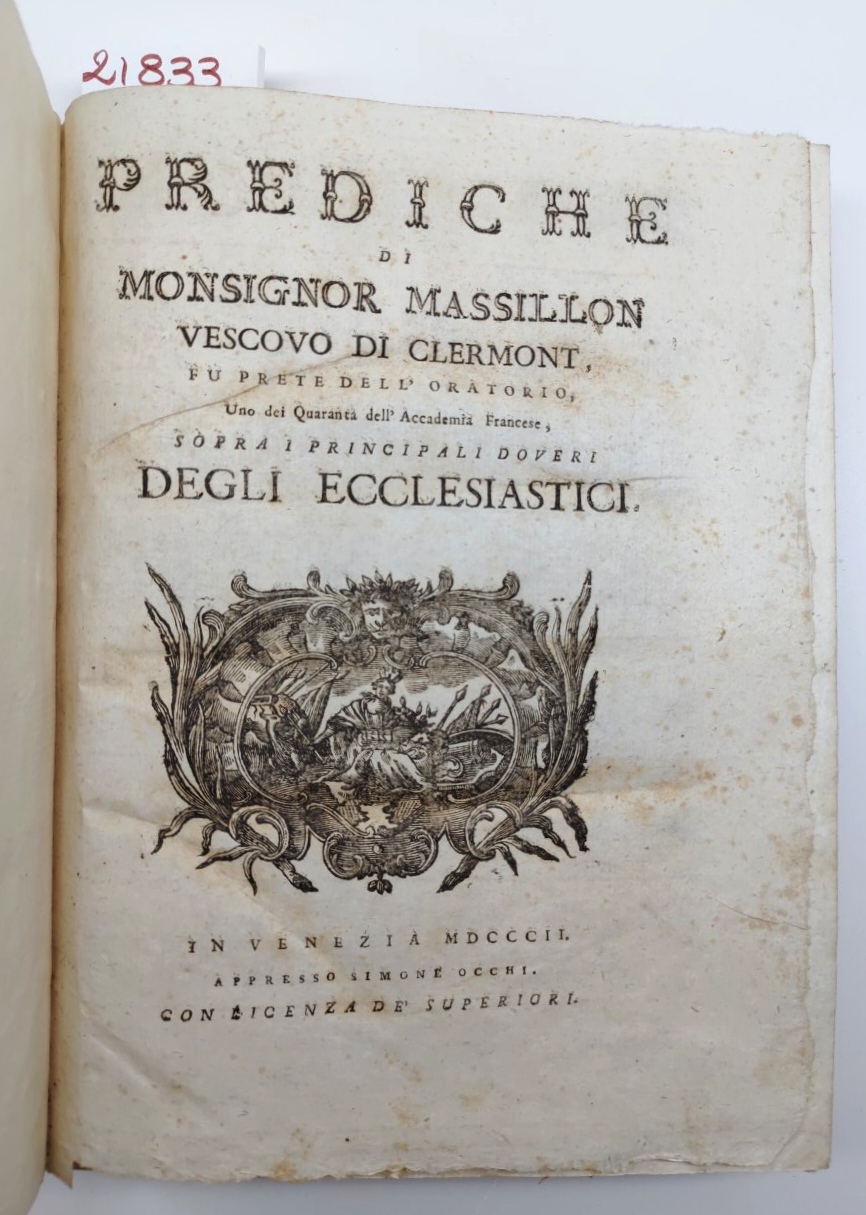 21833
PREDICHE
DI
MONSIGNOR MASSILLON
VESCOVO DI CLERMONT,
FU PRETE DELL' ORATORIO,
Uno dei Quaranta dell' Accademia Francese,
SOPRA I PRINCIPALI DOVERI
DEGLI ECCLESIASTICI.
IN VENEZIA MDCCCII.
APPRESSO SIMONE OCCHI.
CON LICENZA DE' SUPERIORI.